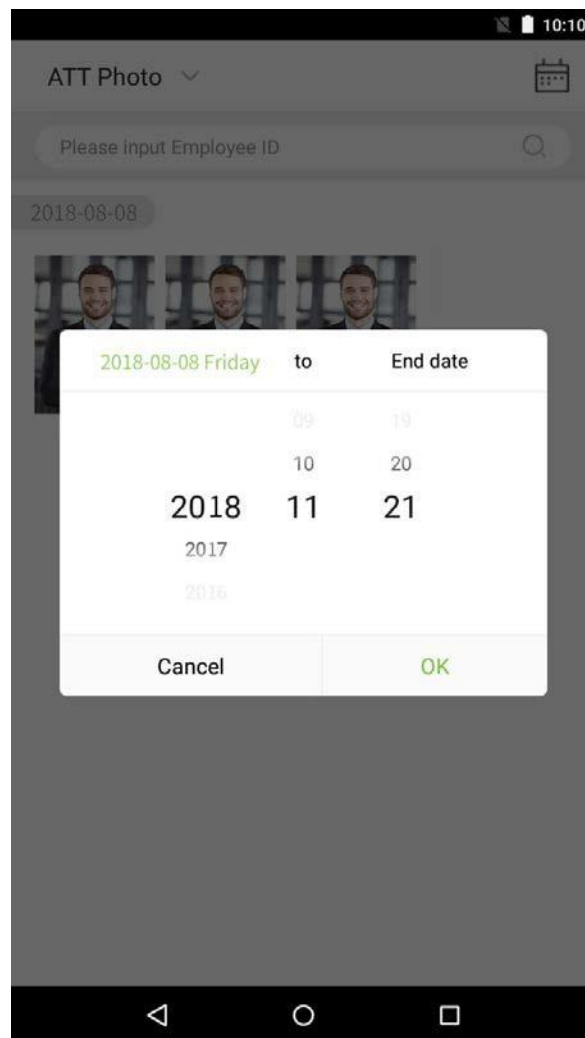 10:10
ATT Photo
Please input Employee ID
2018-08-08
2018-08-08 Friday to End date
09 19
10 20
2018 11 21
2017
2016
Cancel OK